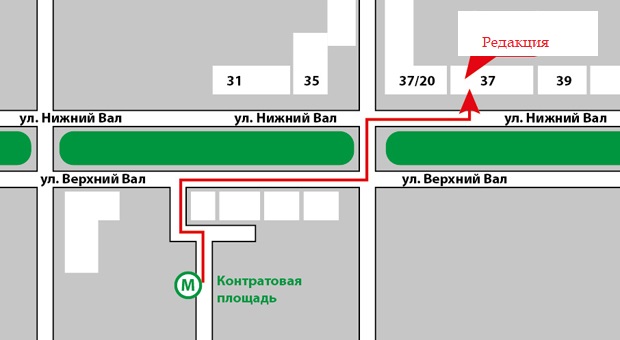 Редакция
31
35
37/20
37
39
ул. Нижний Вал
ул. Нижний Вал
ул. Нижний Вал
ул. Верхний Вал
ул. Верхний Вал
М
Контратовая
площадь